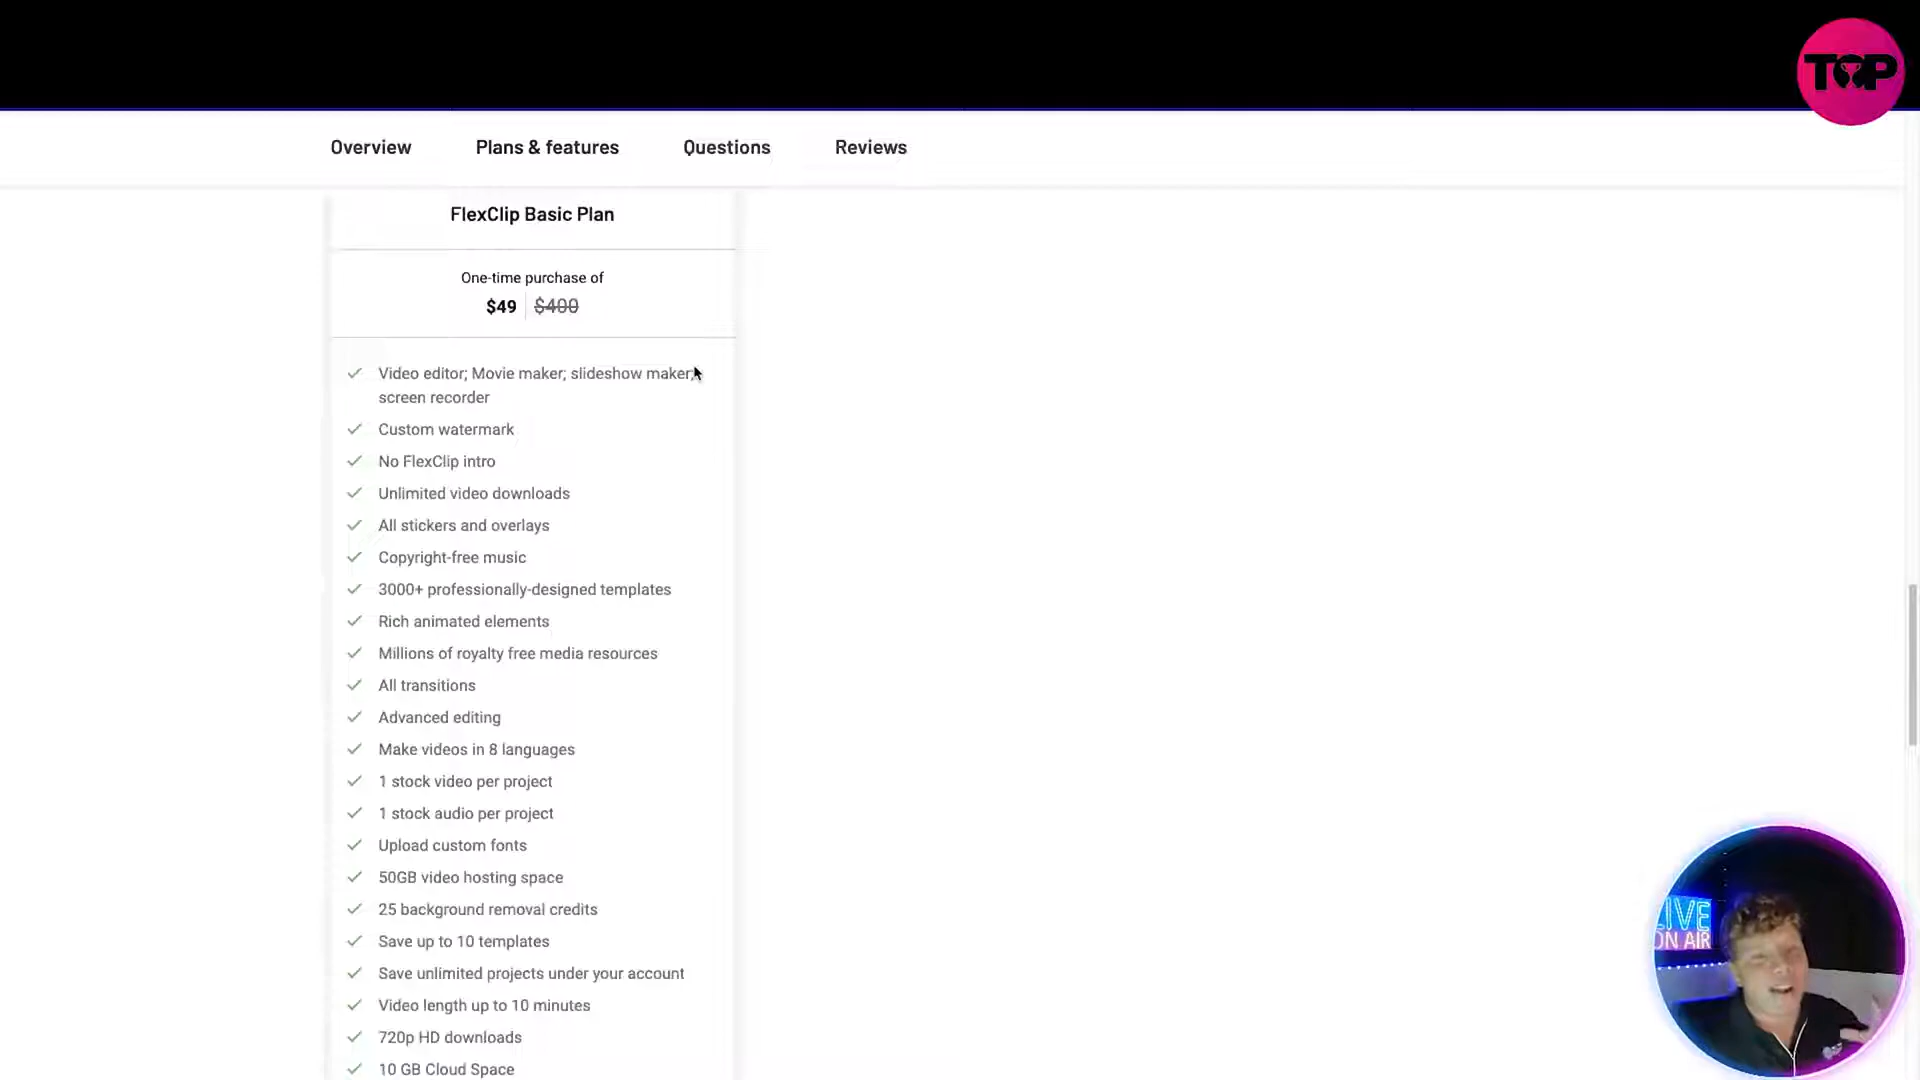 TOP
Overview
Plans & features
Questions
Reviews
FlexClip Basic Plan
One-time purchase of
$49 $400
Video editor; Movie maker; slideshow maker;
screen recorder
Custom watermark
No FlexClip intro
Unlimited video downloads
All stickers and overlays
Copyright-free music
3000+ professionally-designed templates
Rich animated elements
Millions of royalty free media resources
All transitions
Advanced editing
Make videos in 8 languages
1 stock video per project
1 stock audio per project
Upload custom fonts
50GB video hosting space
25 background removal credits
Save up to 10 templates
Save unlimited projects under your account
Video length up to 10 minutes
720p HD downloads
10 GB Cloud Space
LIVE
ON AIR